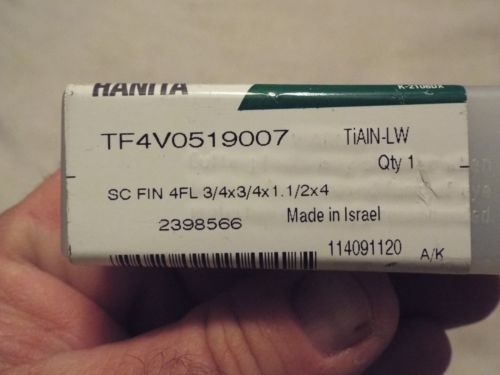 HANITA
K-21060X
TF4V0519007
TiAlN-LW
Qty 1
SC FIN 4FL 3/4x3/4x1.1/2x4
2398566
Made in Israel
114091120
A/K